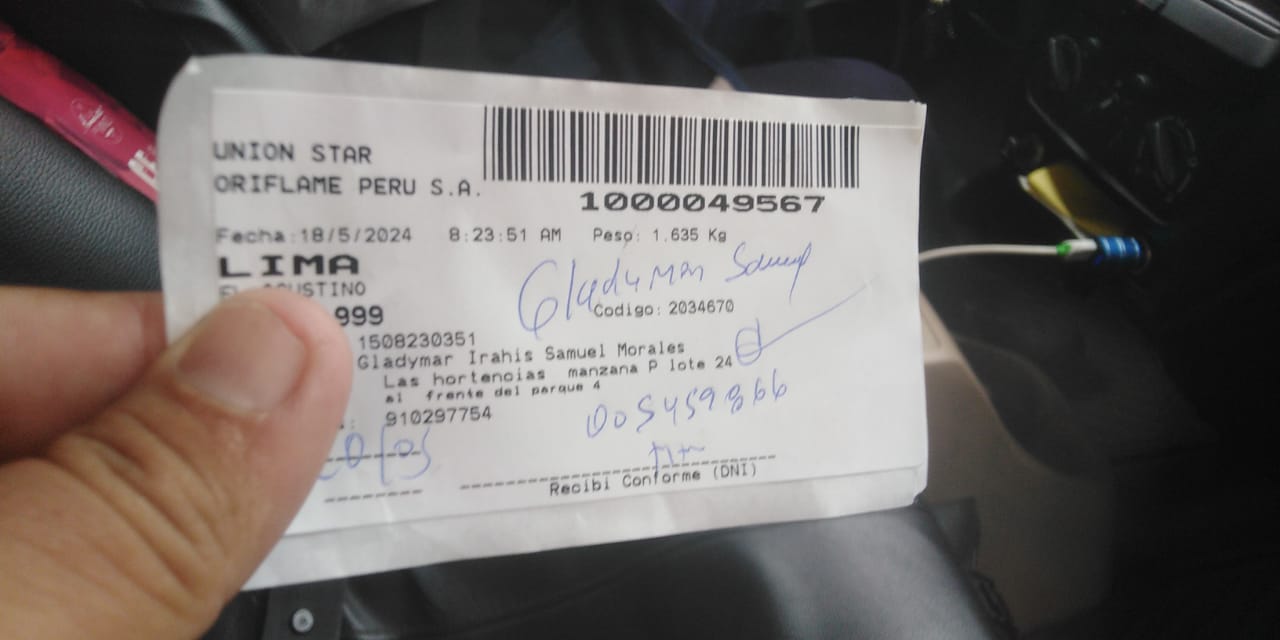 UNION STAR
ORIFLAME PERU S.A.
1000049567
Fecha:18/5/2024 8:23:51 AM Peso: 1.635 Kg
LIMA
EL AGUSTINO
Gladymar Samuel
999
Codigo: 2034670
1508230351
Gladymar Irahis Samuel Morales
Las hortencias manzana P lote 24
al frente del parque 4
910297754
005459866
Recibi Conforme (DNI)